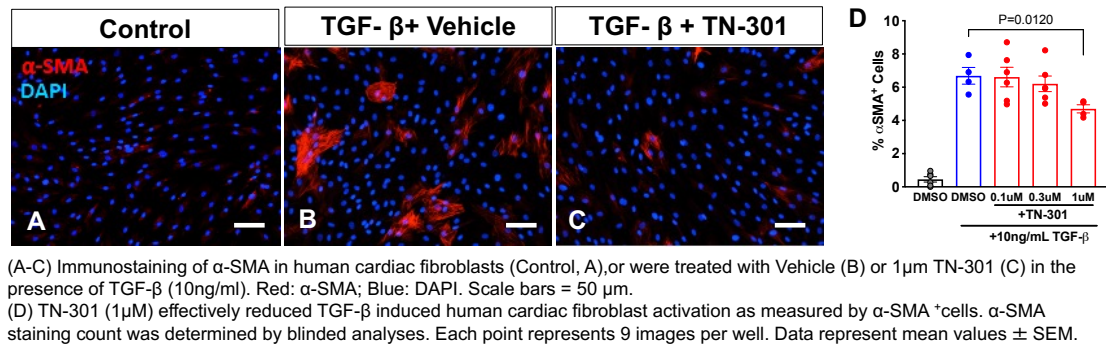 Control
TGF- β+ Vehicle
TGF- β + TN-301
α-SMA
DAPI
A
B
C
D
P=0.0120
% αSMA+ Cells
10
8
6
4
2
0
DMSO DMSO 0.1uM 0.3uM 1uM
+TN-301
+10ng/mL TGF-β
(A-C) Immunostaining of α-SMA in human cardiac fibroblasts (Control, A),or were treated with Vehicle (B) or 1μm TN-301 (C) in the
presence of TGF-β (10ng/ml). Red: α-SMA; Blue: DAPI. Scale bars = 50 μm.
(D) TN-301 (1μM) effectively reduced TGF-β induced human cardiac fibroblast activation as measured by α-SMA ⁺cells. α-SMA
staining count was determined by blinded analyses. Each point represents 9 images per well. Data represent mean values ± SEM.